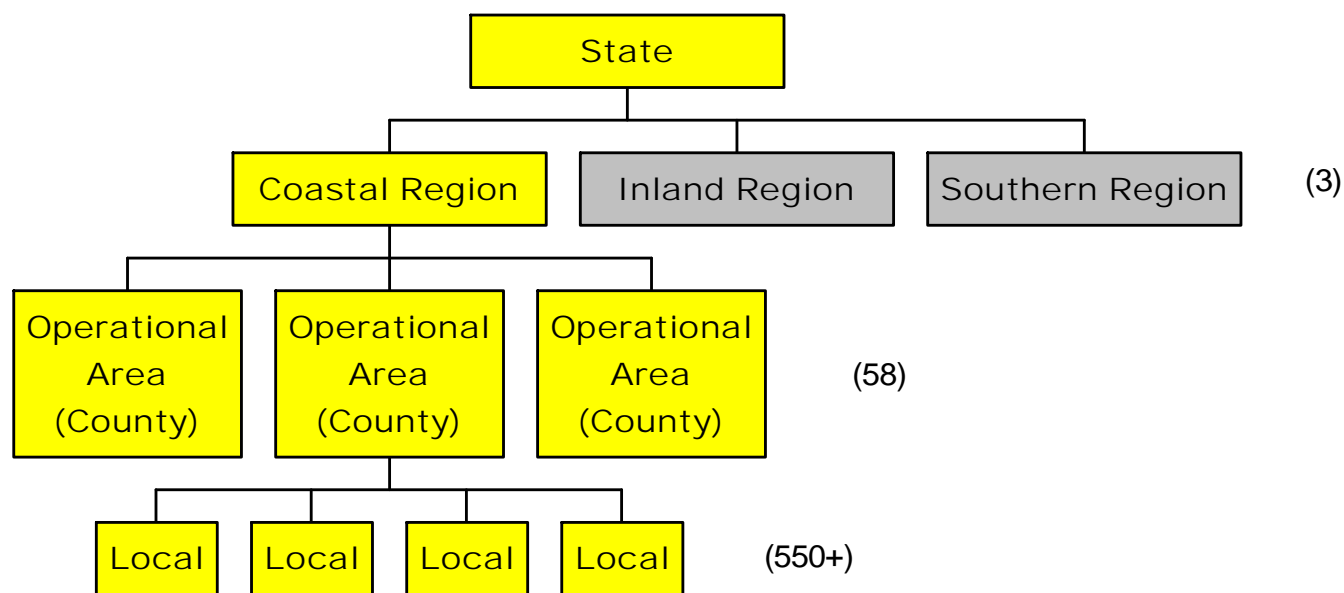 State
Coastal Region
Inland Region
Southern Region
(3)
Operational
Area
(County)
Operational
Area
(County)
Operational
Area
(County)
(58)
Local
Local
Local
Local
(550+)